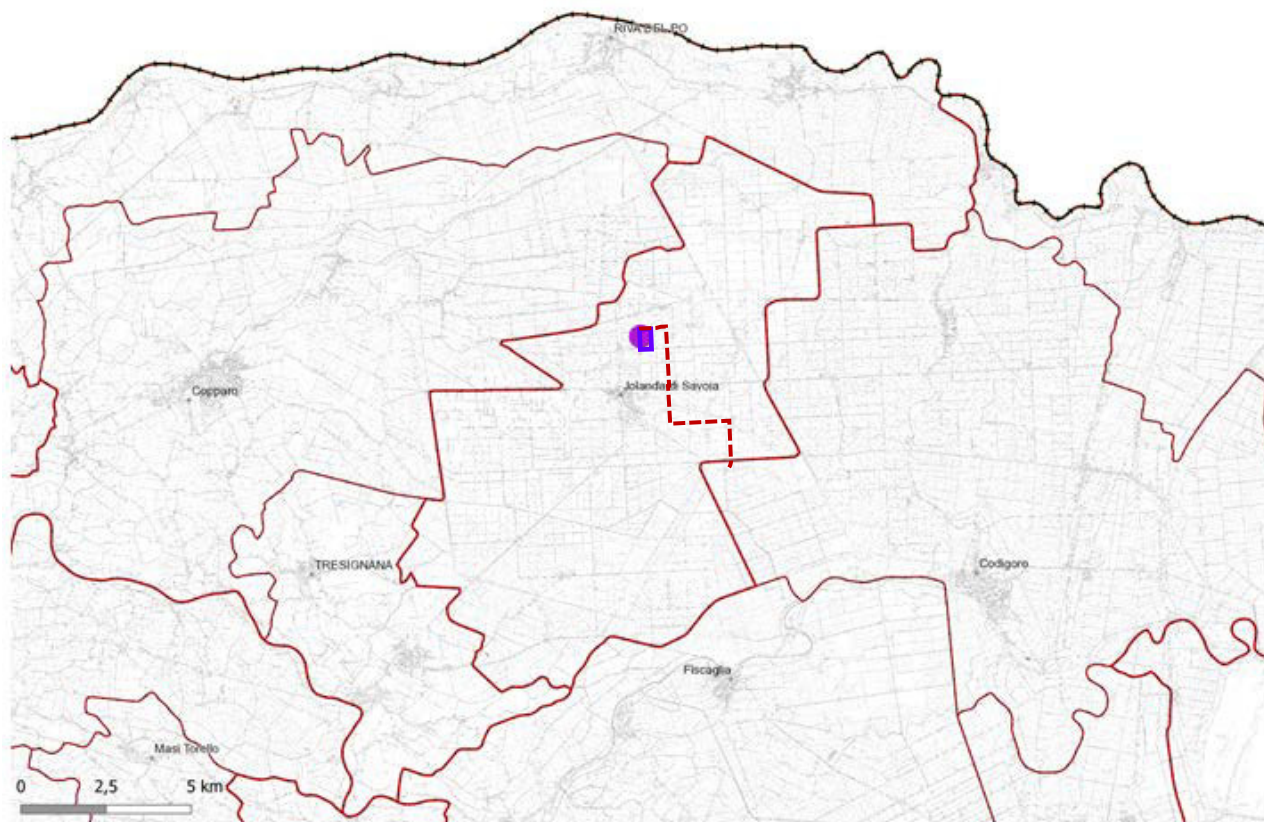 RIVA DEL PO
Copparo
Jolanda di Savoia
TRESIGNANA
Codigoro
Fiscaglia
Masi Torello
0 2,5 5 km